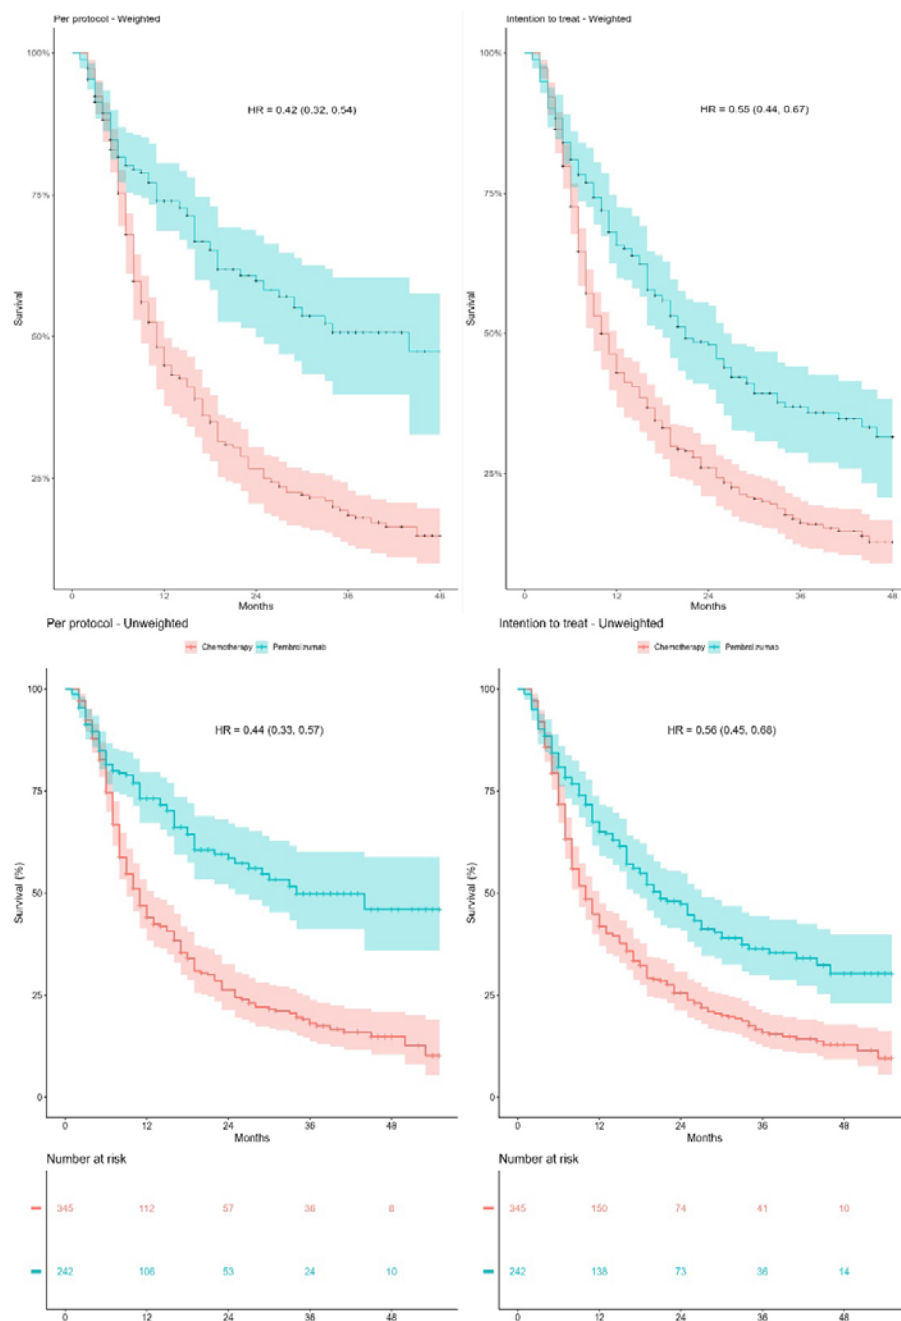 Per protocol - Weighted
HR = 0.42 (0.32, 0.54)
100%
75%
50%
25%
Survival
0 12 24 36 48
Months
Intention to treat - Weighted
HR = 0.55 (0.44, 0.67)
100%
75%
50%
25%
Survival
0 12 24 36 48
Months
Per protocol - Unweighted
Chemotherapy Pembrolizumab
HR = 0.44 (0.33, 0.57)
100
75
50
25
0
Survival (%)
0 12 24 36 48
Months
Number at risk
345 112 57 36 8
242 106 53 24 10
0 12 24 36 48
Intention to treat - Unweighted
Chemotherapy Pembrolizumab
HR = 0.56 (0.45, 0.68)
100
75
50
25
0
Survival (%)
0 12 24 36 48
Months
Number at risk
345 150 74 41 10
242 138 73 36 14
0 12 24 36 48